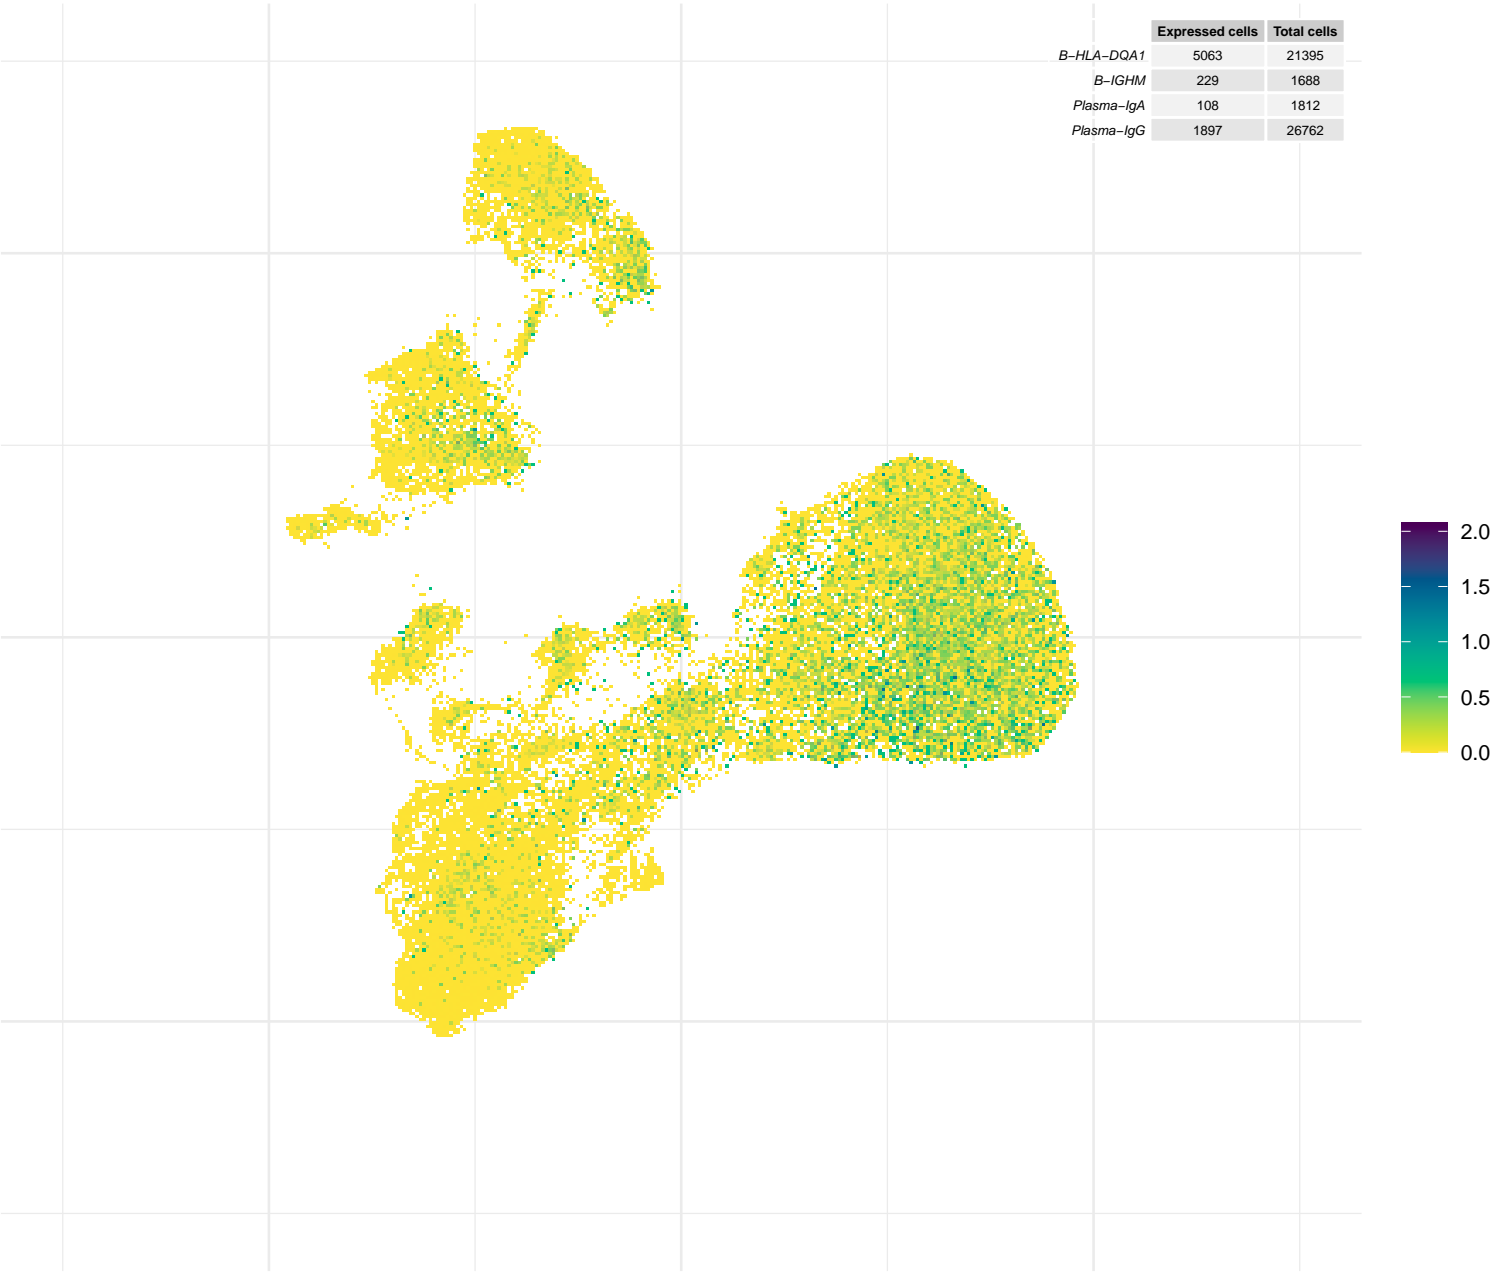 Expressed cells Total cells
B−HLA−DQA1 5063 21395
B−IGHM 229 1688
Plasma−IgA 108 1812
Plasma−IgG 1897 26762
2.0
1.5
1.0
0.5
0.0